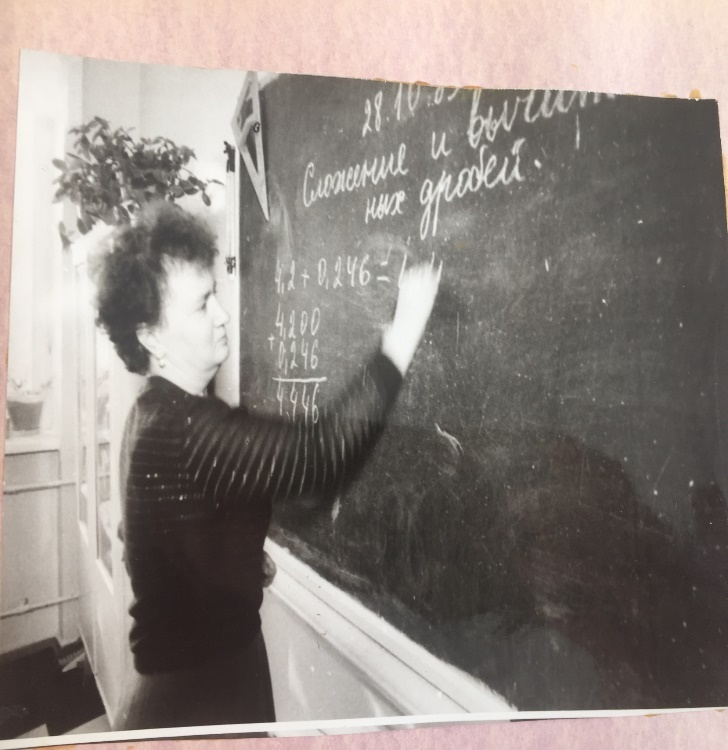 28.10.
Сложение и вычит
ных дробей.
4,2 + 0,246 =
4,200
+
0,246
4,446